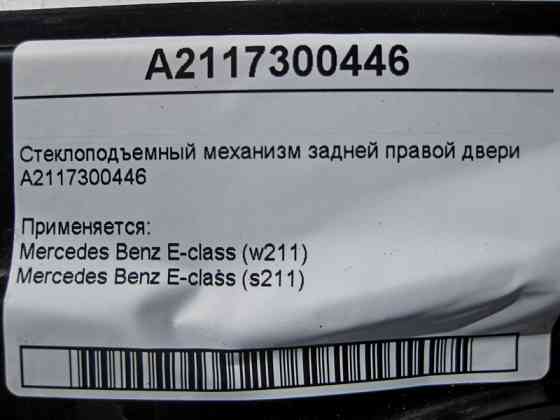 A2117300446
Стеклоподъемный механизм задней правой двери
A2117300446
Применяется:
Mercedes Benz E-class (w211)
Mercedes Benz E-class (s211)